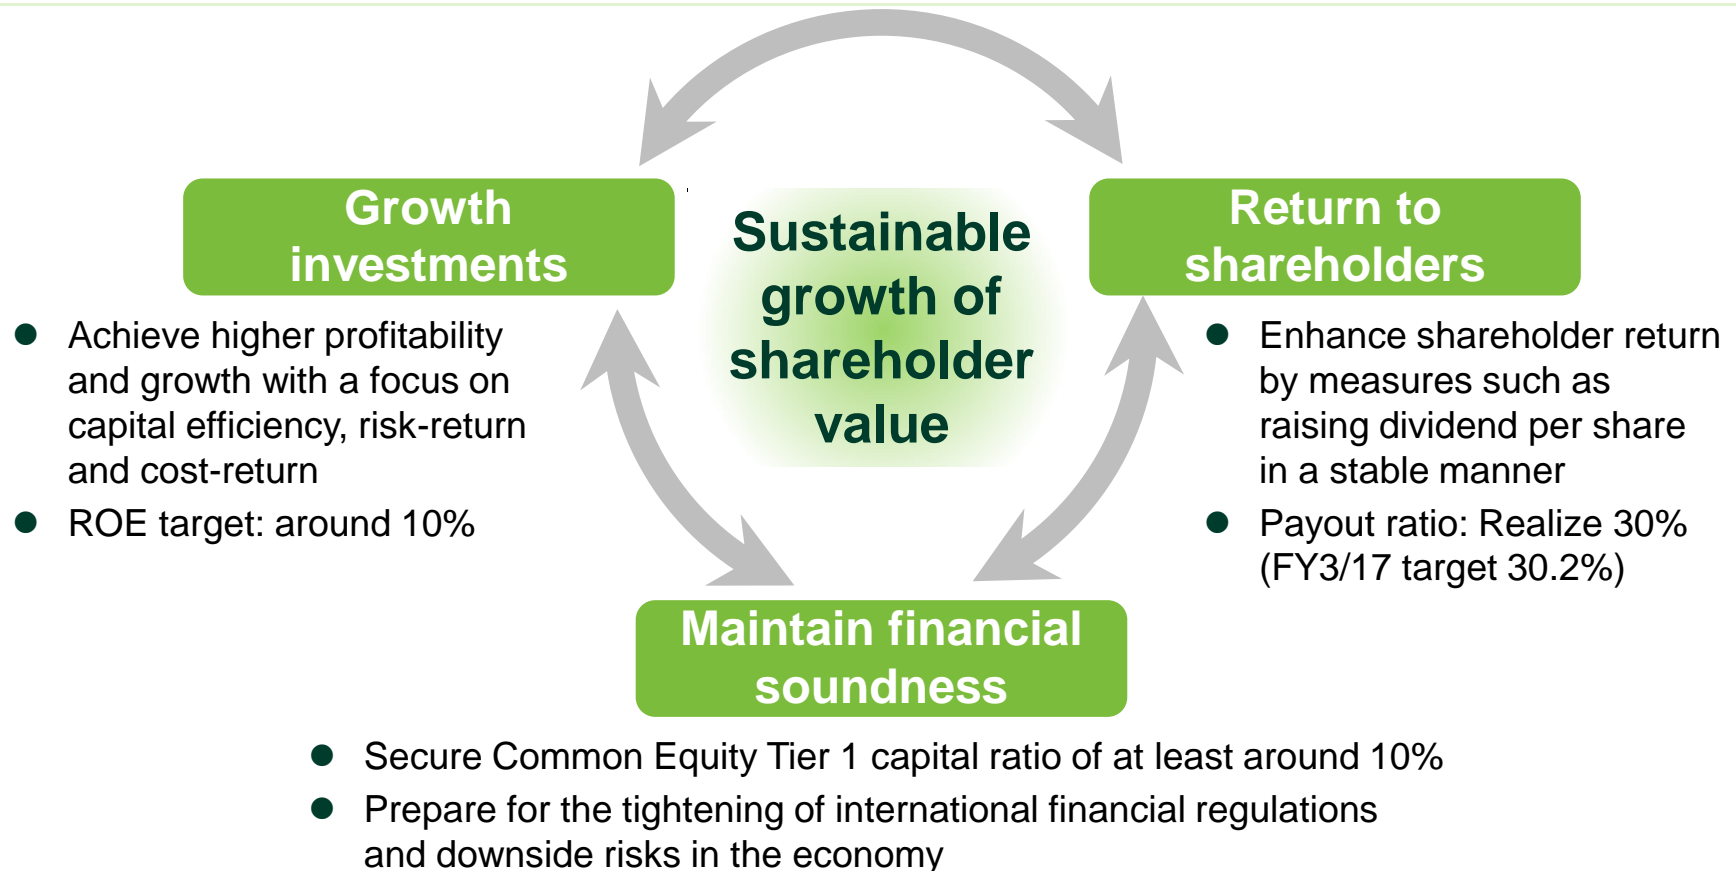 Growth
investments
● Achieve higher profitability
and growth with a focus on
capital efficiency, risk-return
and cost-return
● ROE target: around 10%
Sustainable
growth of
shareholder
value
Return to
shareholders
● Enhance shareholder return
by measures such as
raising dividend per share
in a stable manner
● Payout ratio: Realize 30%
(FY3/17 target 30.2%)
Maintain financial
soundness
● Secure Common Equity Tier 1 capital ratio of at least around 10%
● Prepare for the tightening of international financial regulations
and downside risks in the economy